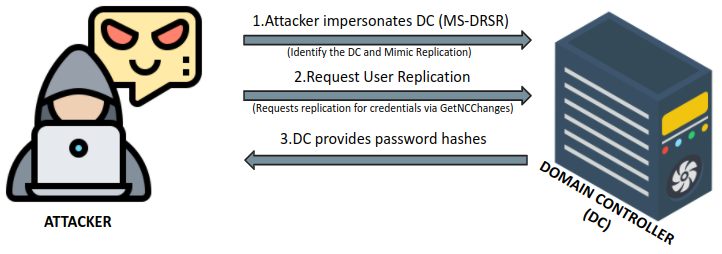 1.Attacker impersonates DC (MS-DRSR)
(Identify the DC and Mimic Replication)
2.Request User Replication
(Requests replication for credentials via GetNCChanges)
3.DC provides password hashes
ATTACKER
DOMAIN CONTROLLER
(DC)